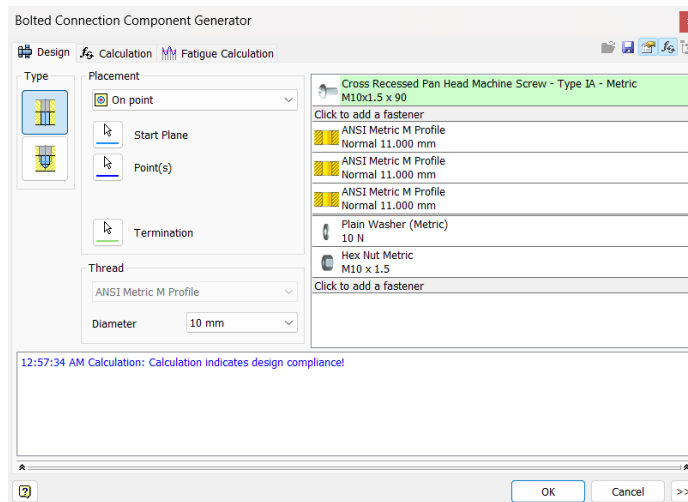 Bolted Connection Component Generator
Design
Calculation
Fatigue Calculation
Type
Placement
On point
Start Plane
Point(s)
Termination
Thread
ANSI Metric M Profile
Diameter
10 mm
Cross Recessed Pan Head Machine Screw - Type IA - Metric
M10x1.5 x 90
Click to add a fastener
ANSI Metric M Profile
Normal 11.000 mm
ANSI Metric M Profile
Normal 11.000 mm
ANSI Metric M Profile
Normal 11.000 mm
Plain Washer (Metric)
10 N
Hex Nut Metric
M10 x 1.5
Click to add a fastener
12:57:34 AM Calculation: Calculation indicates design compliance!
OK
Cancel
>>